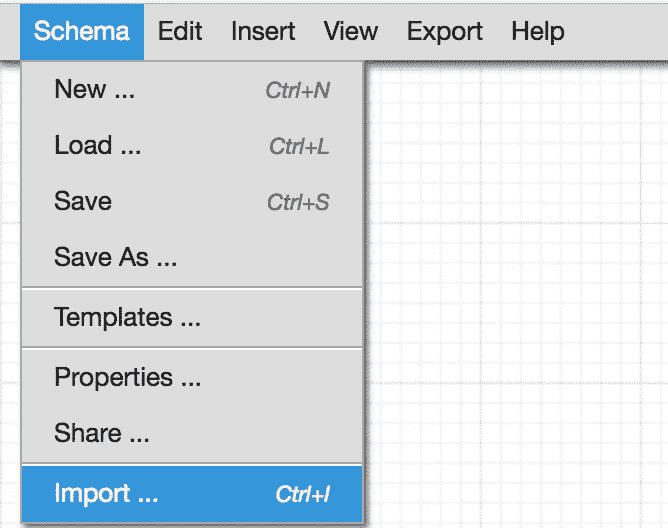 Schema Edit Insert View Export Help
New ... Ctrl+N
Load ... Ctrl+L
Save Ctrl+S
Save As ...
Templates ...
Properties ...
Share ...
Import ... Ctrl+I